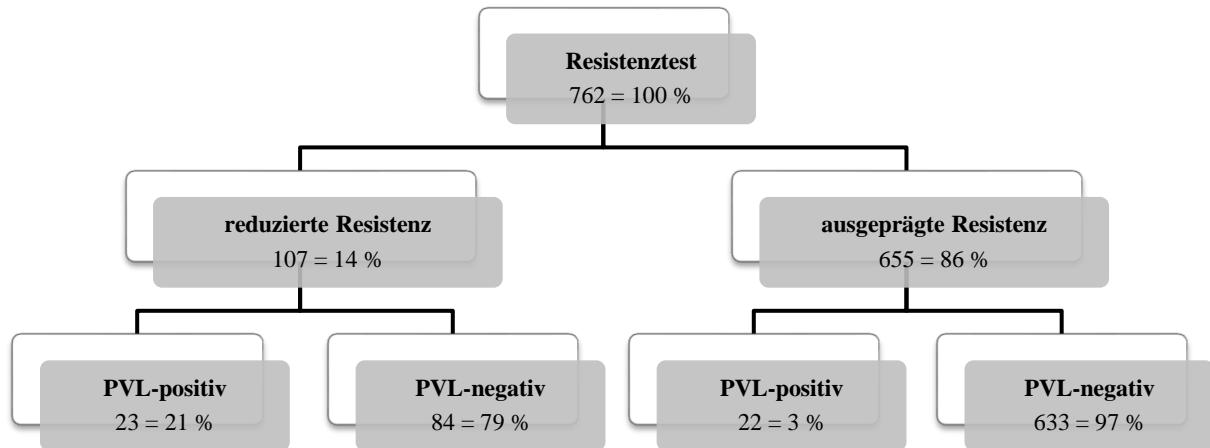 Resistenztest
762 = 100 %
reduzierte Resistenz
107 = 14 %
ausgeprägte Resistenz
655 = 86 %
PVL-positiv
23 = 21 %
PVL-negativ
84 = 79 %
PVL-positiv
22 = 3 %
PVL-negativ
633 = 97 %